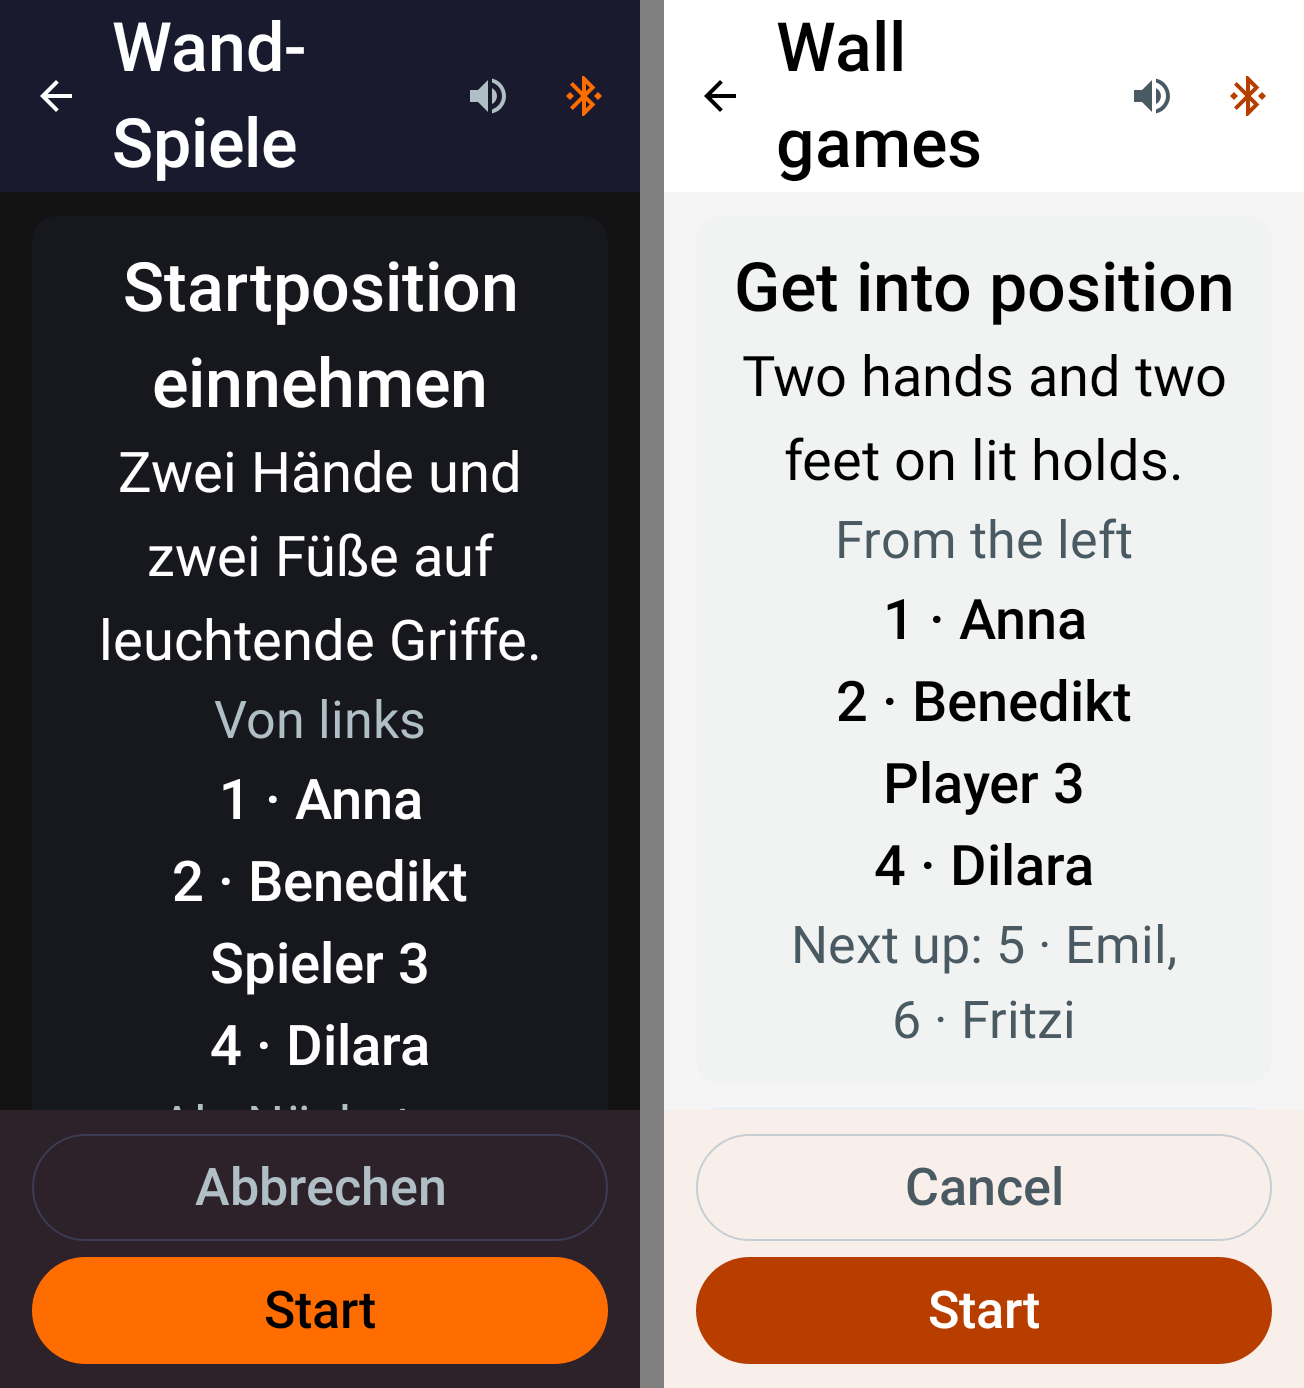 Wand-
Spiele
Startposition
einnehmen
Zwei Hände und
zwei Füße auf
leuchtende Griffe.
Von links
1 · Anna
2 · Benedikt
Spieler 3
4 · Dilara
Abbrechen
Start
Wall
games
Get into position
Two hands and two
feet on lit holds.
From the left
1 · Anna
2 · Benedikt
Player 3
4 · Dilara
Next up: 5 · Emil,
6 · Fritzi
Cancel
Start